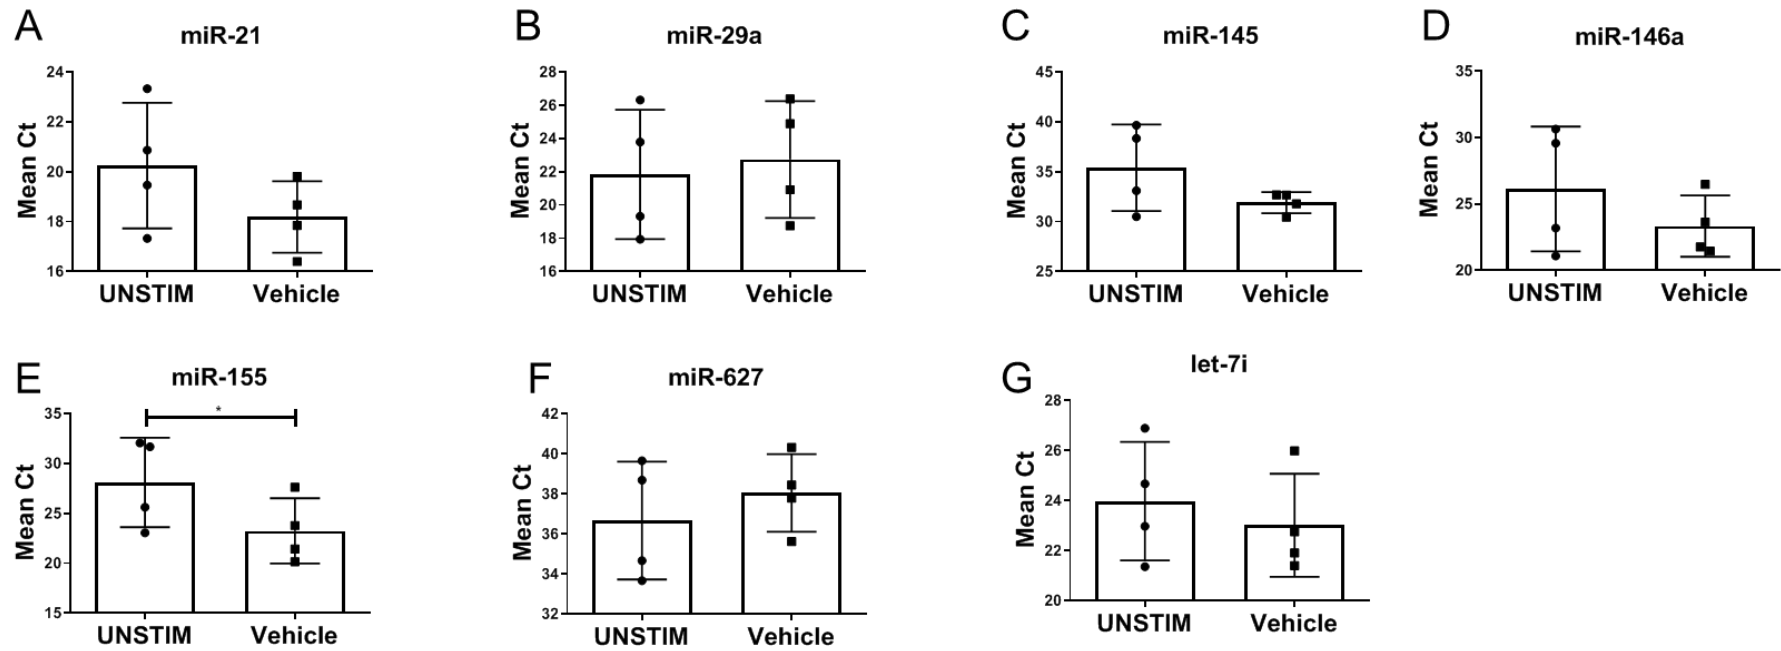 A
miR-21
Mean Ct
24
22
20
18
16
UNSTIM
Vehicle
B
miR-29a
Mean Ct
28
26
24
22
20
18
16
UNSTIM
Vehicle
C
miR-145
Mean Ct
45
40
35
30
25
UNSTIM
Vehicle
D
miR-146a
Mean Ct
35
30
25
20
UNSTIM
Vehicle
E
miR-155
*
Mean Ct
35
30
25
20
15
UNSTIM
Vehicle
F
miR-627
Mean Ct
42
40
38
36
34
32
UNSTIM
Vehicle
G
let-7i
Mean Ct
28
26
24
22
20
UNSTIM
Vehicle